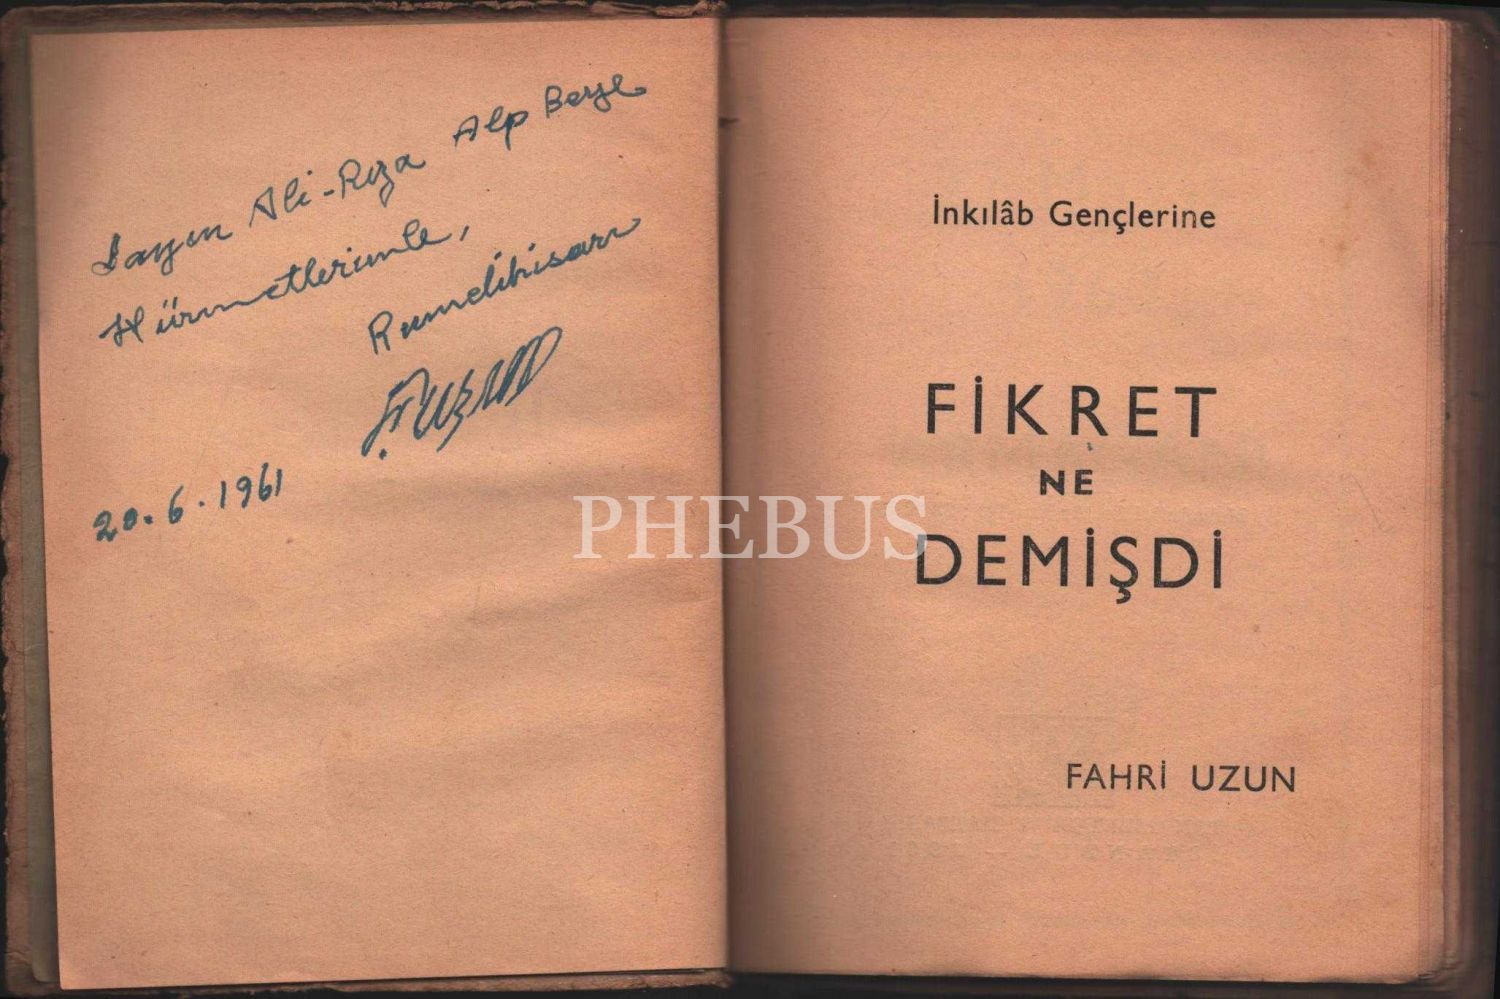 Sayın Ali-Rıza Alp Beye
Hürmetlerimle,
Rumelihisarı
F. Uzun
20.6.1961
İnkılâb Gençlerine
FİKRET
NE
DEMİŞDİ
FAHRİ UZUN
PHEBUS